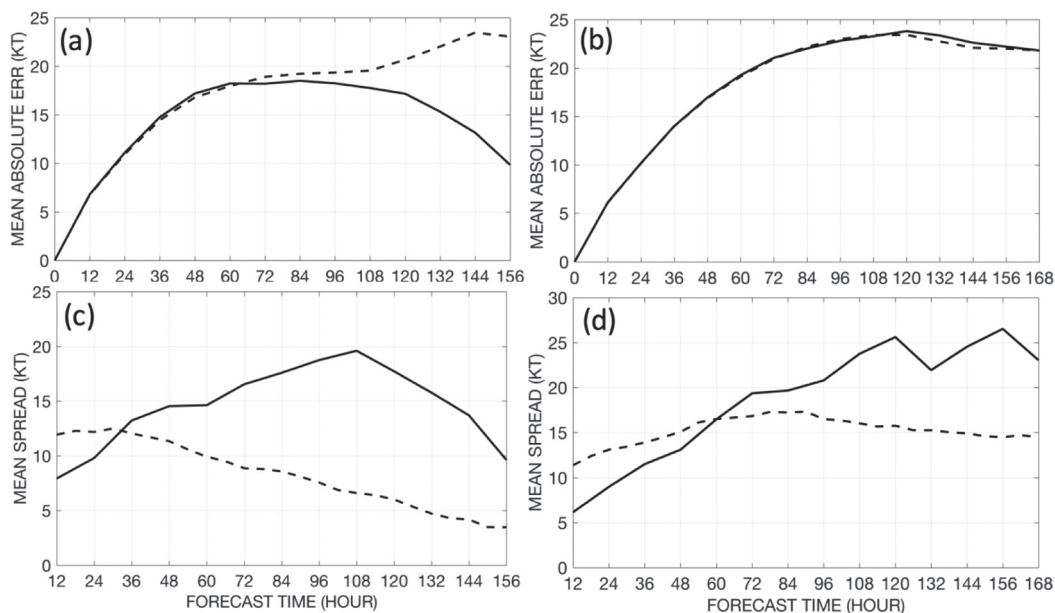 (a)
MEAN ABSOLUTE ERR (KT)
25
20
15
10
5
0
0 12 24 36 48 60 72 84 96 108 120 132 144 156
(b)
MEAN ABSOLUTE ERR (KT)
25
20
15
10
5
0
0 12 24 36 48 60 72 84 96 108 120 132 144 156 168
(c)
MEAN SPREAD (KT)
25
20
15
10
5
0
12 24 36 48 60 72 84 96 108 120 132 144 156
FORECAST TIME (HOUR)
(d)
MEAN SPREAD (KT)
30
25
20
15
10
5
0
12 24 36 48 60 72 84 96 108 120 132 144 156 168
FORECAST TIME (HOUR)